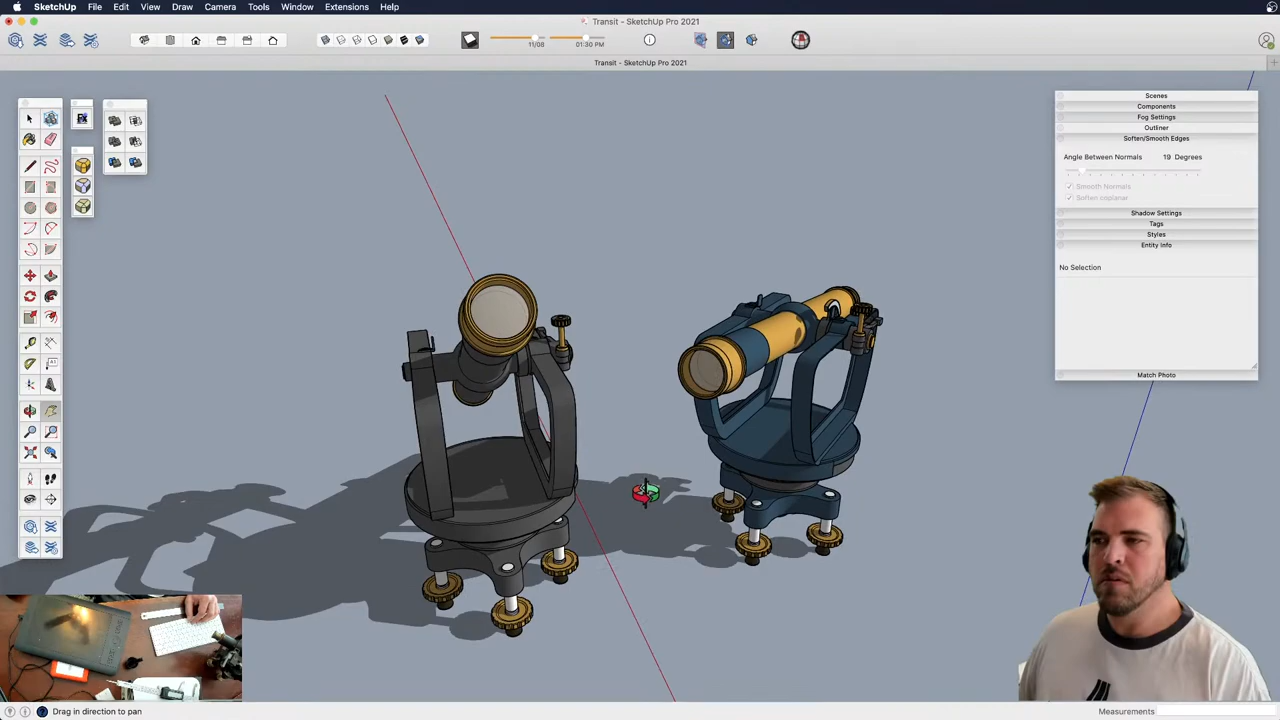 SketchUp File Edit View Draw Camera Tools Window Extensions Help
Transit - SketchUp Pro 2021
11/08 01:30 PM
Transit - SketchUp Pro 2021
Scenes
Components
Fog Settings
Outliner
Soften/Smooth Edges
Angle Between Normals 19 Degrees
Smooth Normals
Soften coplanar
Shadow Settings
Tags
Styles
Entity Info
No Selection
Match Photo
Drag in direction to pan
Measurements